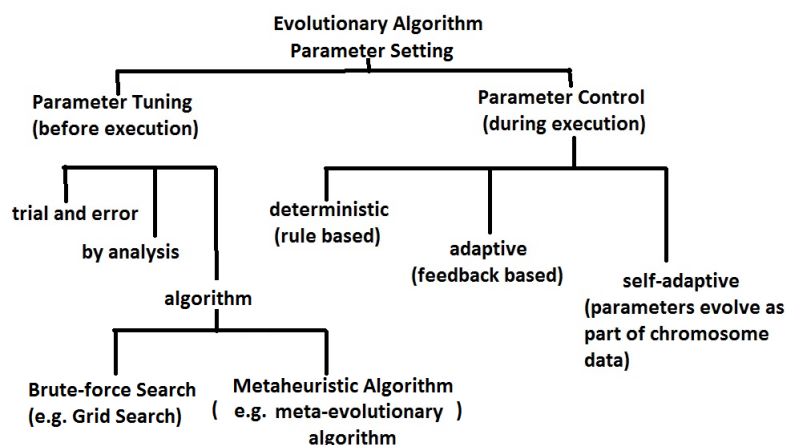 Evolutionary Algorithm
Parameter Setting
Parameter Tuning
(before execution)
Parameter Control
(during execution)
trial and error
by analysis
algorithm
deterministic
(rule based)
adaptive
(feedback based)
self-adaptive
(parameters evolve as
part of chromosome
data)
Brute-force Search
(e.g. Grid Search)
Metaheuristic Algorithm
( e.g. meta-evolutionary )
algorithm